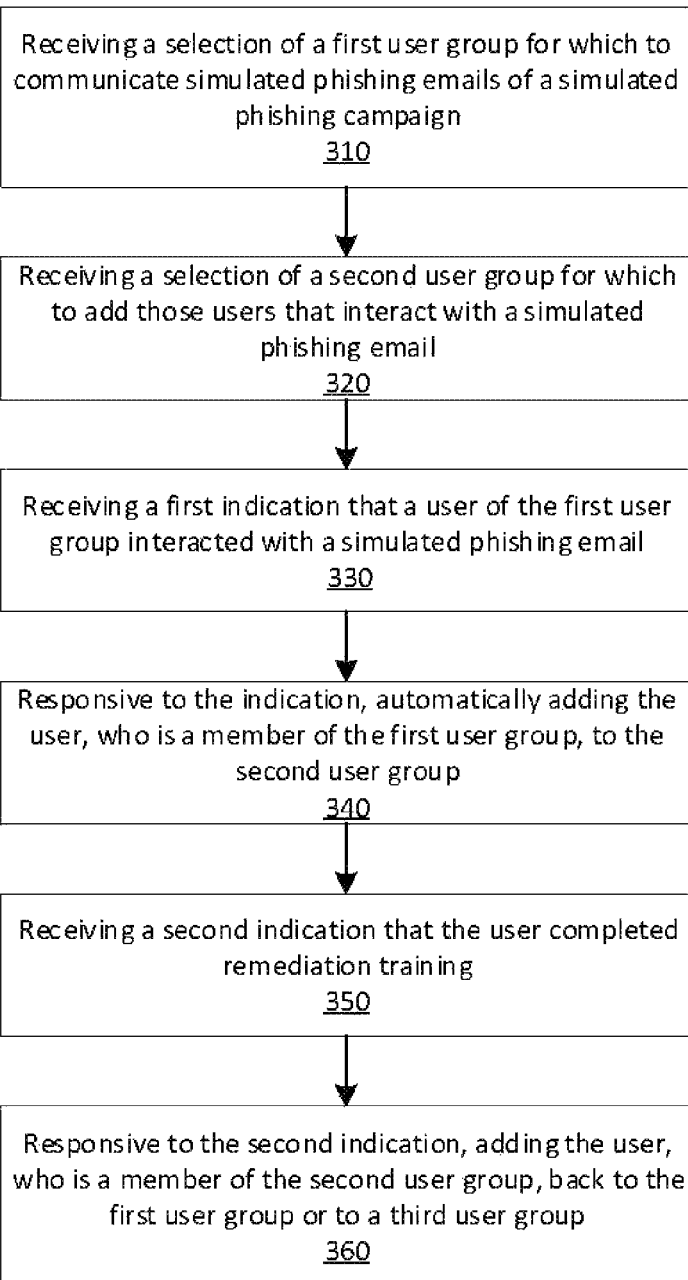 Receiving a selection of a first user group for which to
communicate simulated phishing emails of a simulated
phishing campaign
310
Receiving a selection of a second user group for which
to add those users that interact with a simulated
phishing email
320
Receiving a first indication that a user of the first user
group interacted with a simulated phishing email
330
Responsive to the indication, automatically adding the
user, who is a member of the first user group, to the
second user group
340
Receiving a second indication that the user completed
remediation training
350
Responsive to the second indication, adding the user,
who is a member of the second user group, back to the
first user group or to a third user group
360